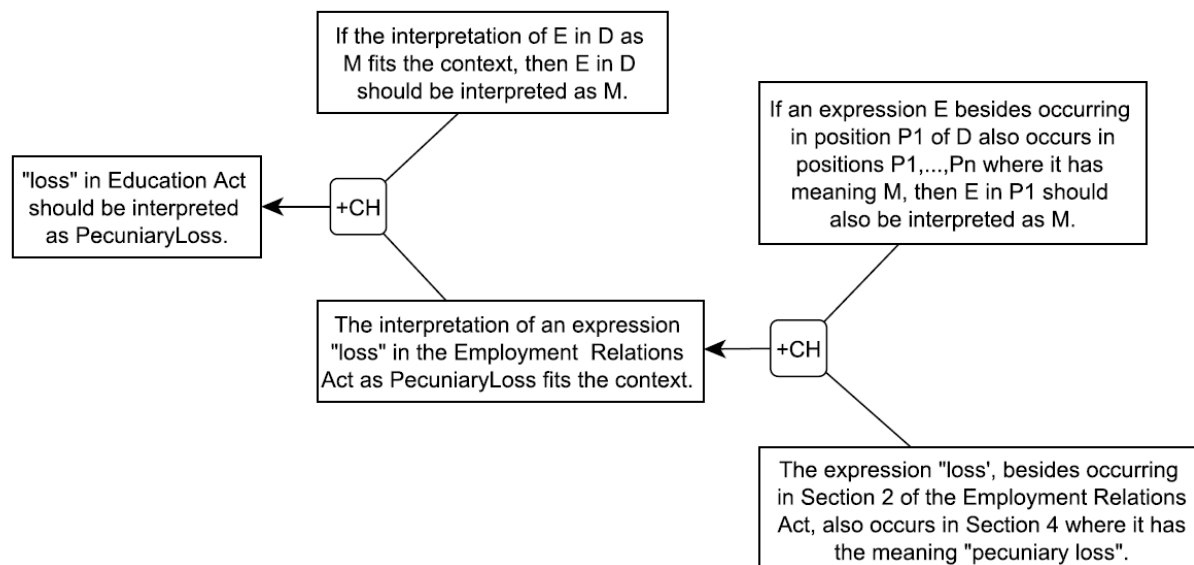 If the interpretation of E in D as
M fits the context, then E in D
should be interpreted as M.
If an expression E besides occurring
in position P1 of D also occurs in
positions P1,...,Pn where it has
meaning M, then E in P1 should
also be interpreted as M.
"loss" in Education Act
should be interpreted
as PecuniaryLoss.
+CH
The interpretation of an expression
"loss" in the Employment Relations
Act as PecuniaryLoss fits the context.
+CH
The expression "loss', besides occurring
in Section 2 of the Employment Relations
Act, also occurs in Section 4 where it has
the meaning "pecuniary loss".